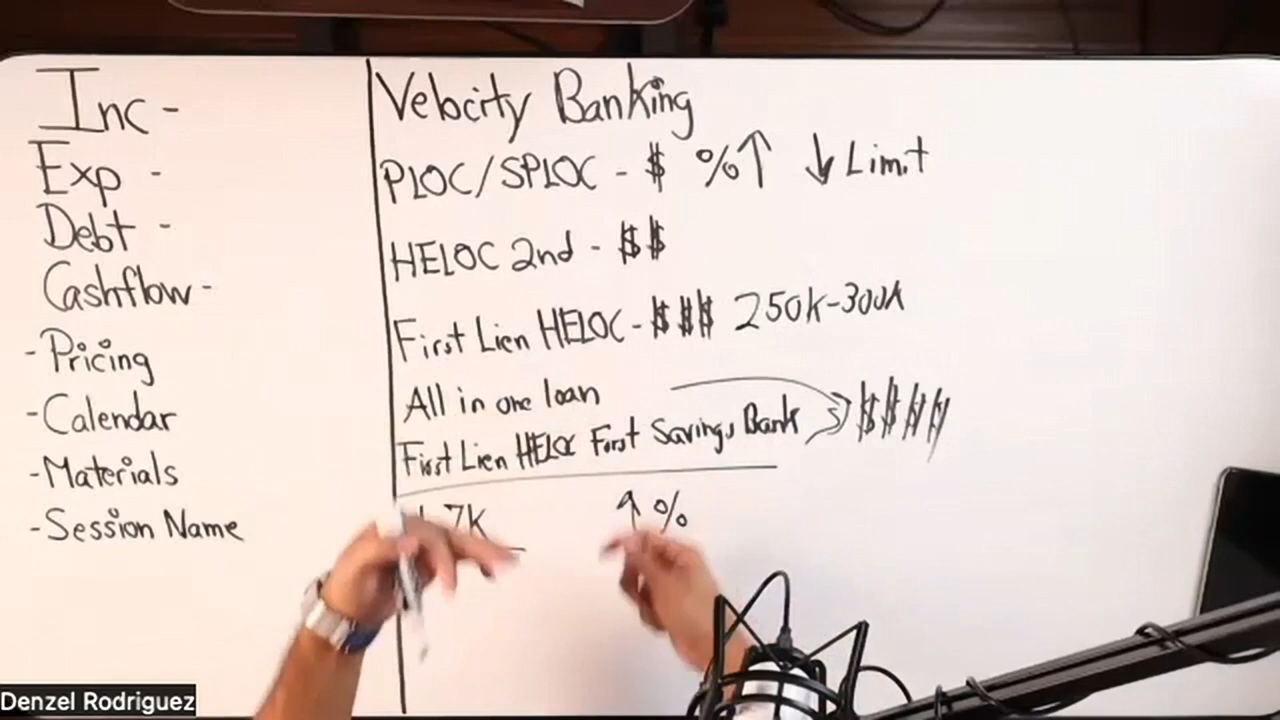 Inc -
Exp -
Debt -
Cashflow -
- Pricing
- Calendar
- Materials
- Session Name
Velocity Banking
PLOC/SPLOC - $ %↑ ↓ Limit
HELOC 2nd - $$
First Lien HELOC - $$$ 250k-300k
All in one loan
First Lien HELOC First Savings Bank → $$$$
7K ↑ %
Denzel Rodriguez